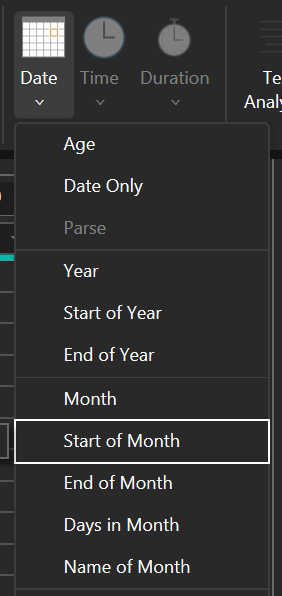 Date Time Duration Te
Analy
Age
Date Only
Parse
Year
Start of Year
End of Year
Month
Start of Month
End of Month
Days in Month
Name of Month